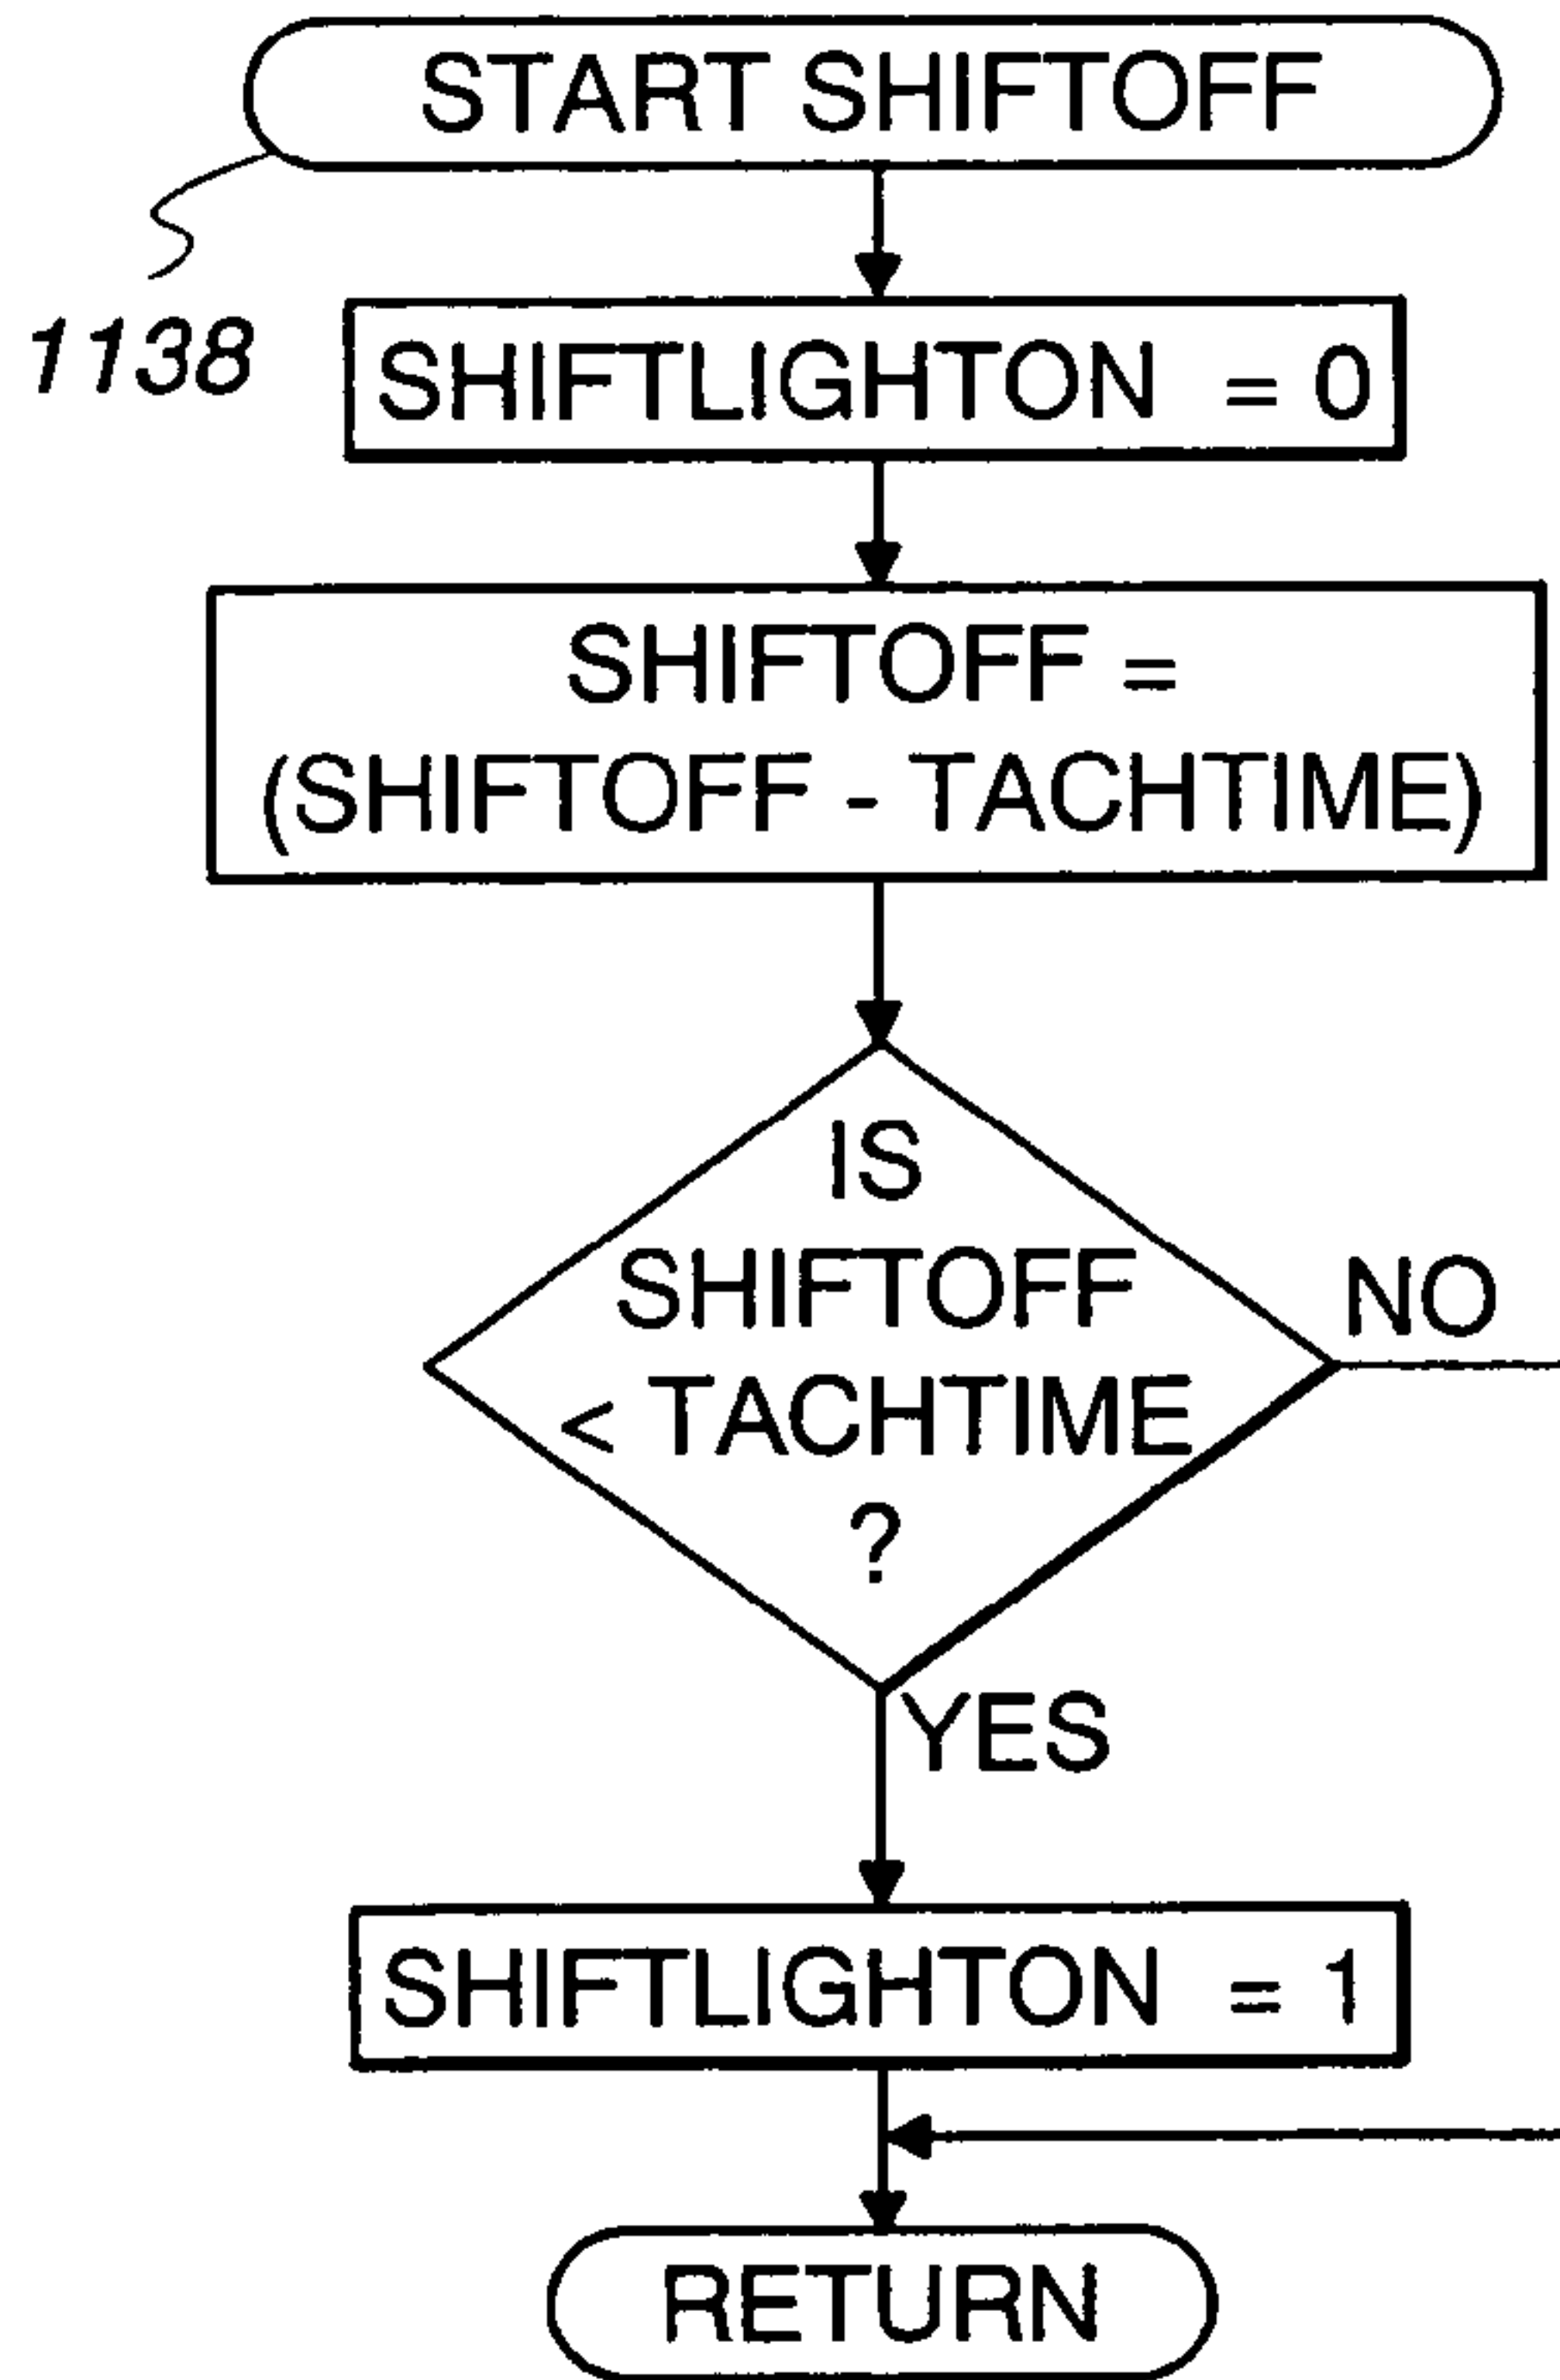 START SHIFTOFF
1138
SHIFTLIGHTON = 0
SHIFTOFF =
(SHIFTOFF - TACHTIME)
IS
SHIFTOFF
< TACHTIME
?
NO
YES
SHIFTLIGHTON = 1
RETURN